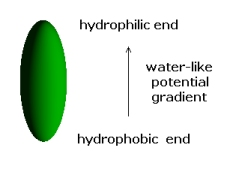 hydrophilic end
water-like
potential
gradient
hydrophobic end